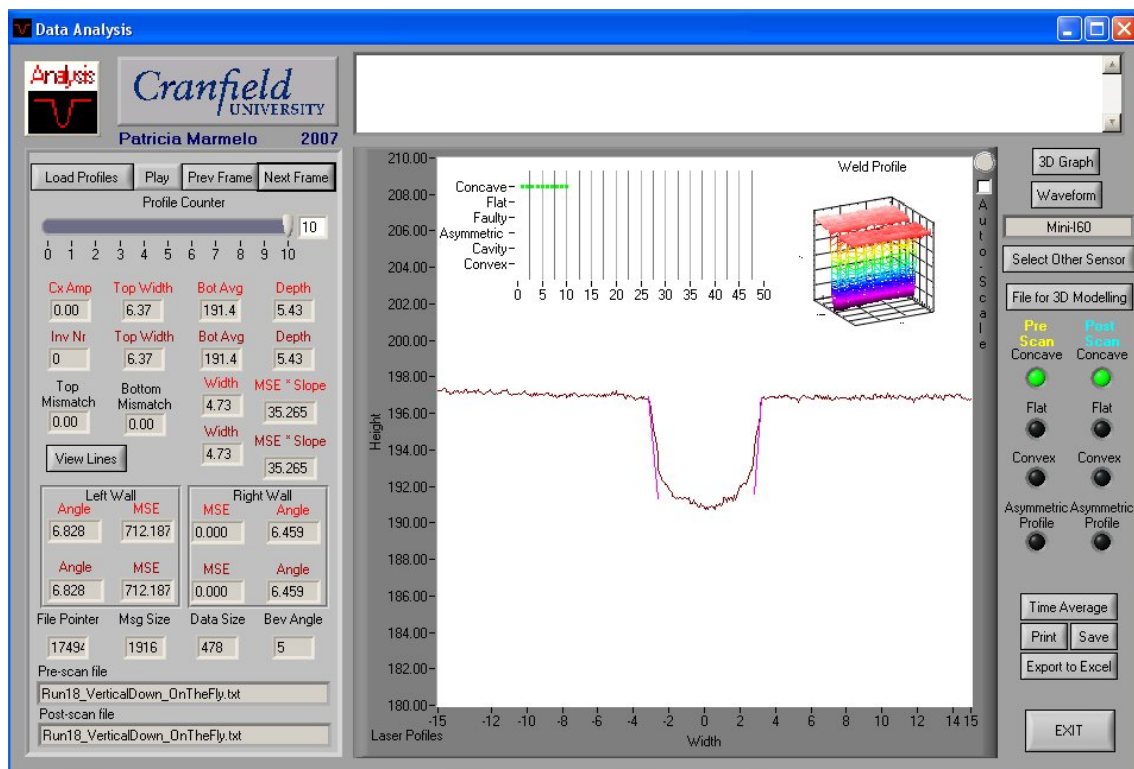 Data Analysis
Analysis
Cranfield
UNIVERSITY
Patricia Marmelo 2007
Load Profiles Play Prev Frame Next Frame
Profile Counter
10
0 1 2 3 4 5 6 7 8 9 10
Cx Amp Top Width Bot Avg Depth
0.00 6.37 191.4 5.43
Inv Nr Top Width Bot Avg Depth
0 6.37 191.4 5.43
Top Mismatch Bottom Mismatch Width MSE * Slope
0.00 0.00 4.73 35.265
Width MSE * Slope
4.73 35.265
View Lines
Left Wall Right Wall
Angle MSE MSE Angle
6.828 712.187 0.000 6.459
Angle MSE MSE Angle
6.828 712.187 0.000 6.459
File Pointer Msg Size Data Size Bev Angle
1749 1916 478 5
Pre-scan file
Run18_VerticalDown_OnTheFly.txt
Post-scan file
Run18_VerticalDown_OnTheFly.txt
210.00
208.00
206.00
204.00
202.00
200.00
198.00
196.00
194.00
192.00
190.00
188.00
186.00
184.00
182.00
180.00
Height
-15 -12 -10 -8 -6 -4 -2 0 2 4 6 8 10 12 14 15
Laser Pofiles
Width
Concave
Flat
Faulty
Asymmetric
Cavity
Convex
0 5 10 15 20 25 30 35 40 45 50
Weld Profile
Auto-Scale
3D Graph
Waveform
Mini-I60
Select Other Sensor
File for 3D Modelling
Pre Scan Post Scan
Concave Concave
Flat Flat
Convex Convex
Asymmetric Profile Asymmetric Profile
Time Average
Print Save
Export to Excel
EXIT